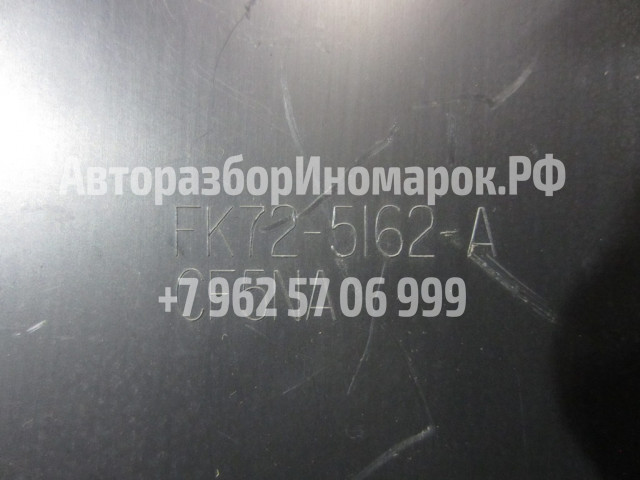 АвторазборИномарок.РФ
FK72-5162-A
+7 962 57 06 999